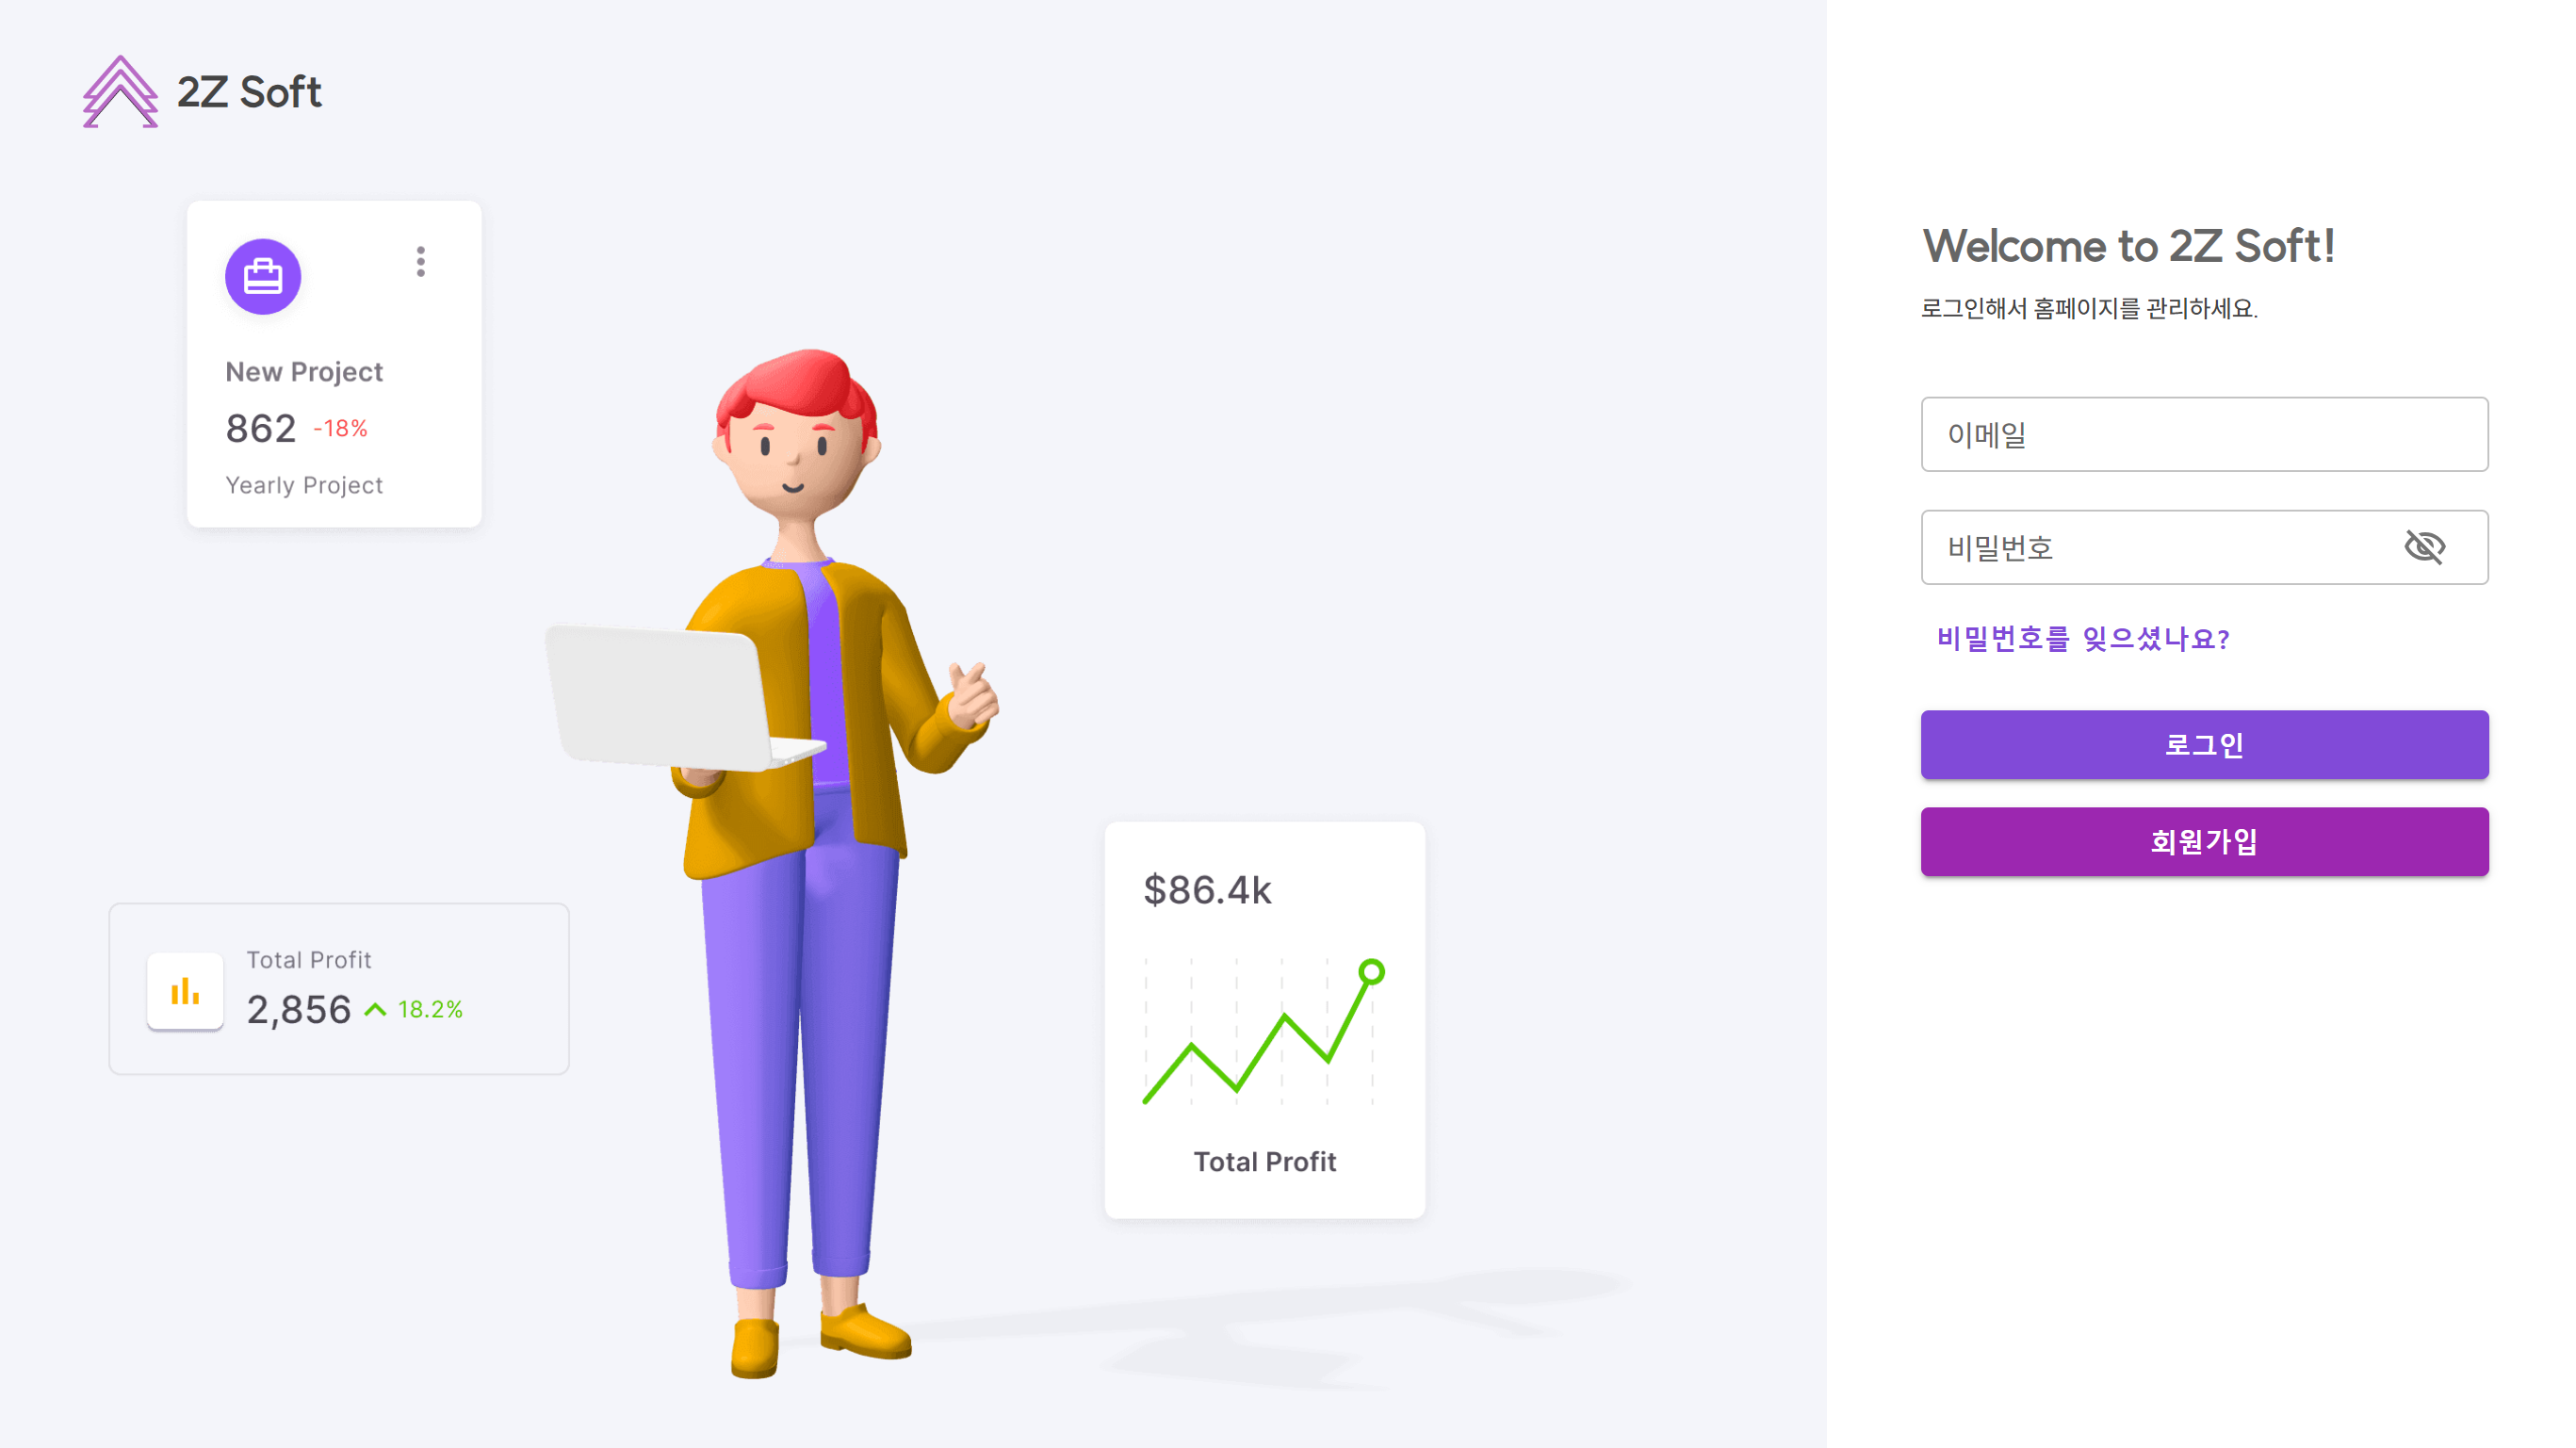 2Z Soft
New Project
862 -18%
Yearly Project
Total Profit
2,856 18.2%
$86.4k
Total Profit
Welcome to 2Z Soft!
로그인해서 홈페이지를 관리하세요.
이메일
비밀번호
비밀번호를 잊으셨나요?
로그인
회원가입